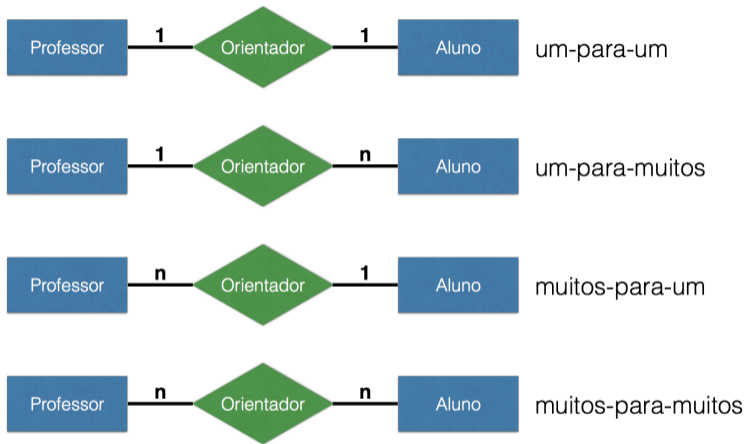 1 1
Professor Orientador Aluno um-para-um
1 n
Professor Orientador Aluno um-para-muitos
n 1
Professor Orientador Aluno muitos-para-um
n n
Professor Orientador Aluno muitos-para-muitos